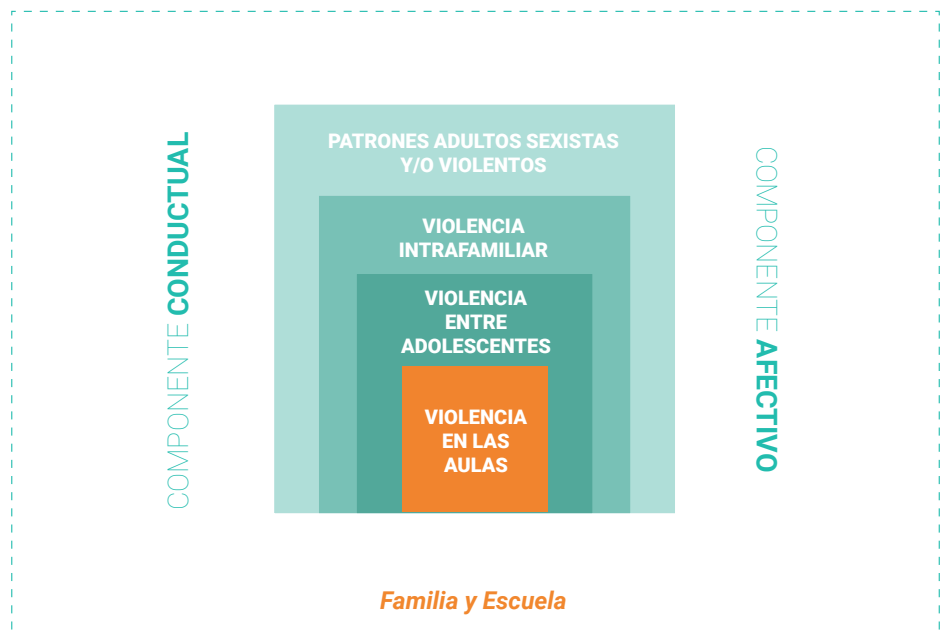 COMPONENTE CONDUCTUAL
PATRONES ADULTOS SEXISTAS
Y/O VIOLENTOS
VIOLENCIA
INTRAFAMILIAR
VIOLENCIA
ENTRE
ADOLESCENTES
VIOLENCIA
EN LAS
AULAS
COMPONENTE AFECTIVO
Familia y Escuela